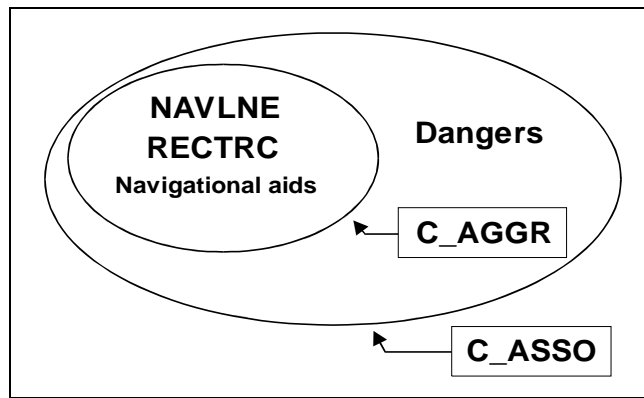 NAVLNE
RECTRC
Navigational aids
Dangers
C_AGGR
C_ASSO